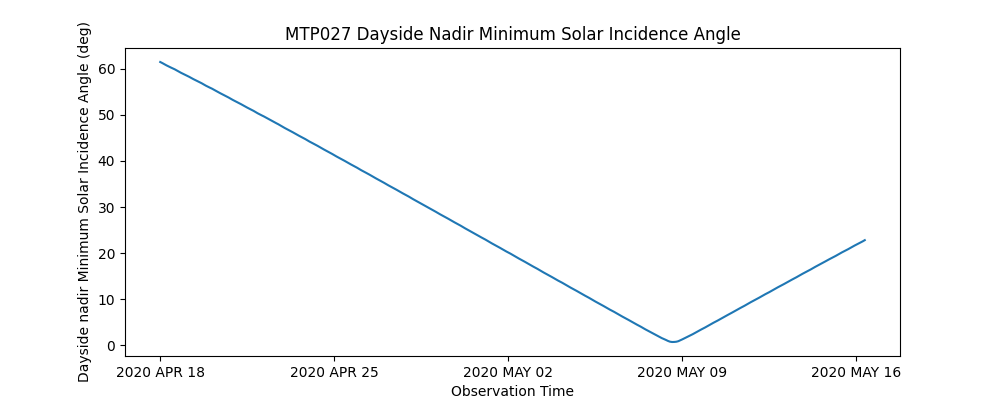 MTP027 Dayside Nadir Minimum Solar Incidence Angle
Dayside nadir Minimum Solar Incidence Angle (deg)
60
50
40
30
20
10
0
2020 APR 18
2020 APR 25
2020 MAY 02
2020 MAY 09
2020 MAY 16
Observation Time